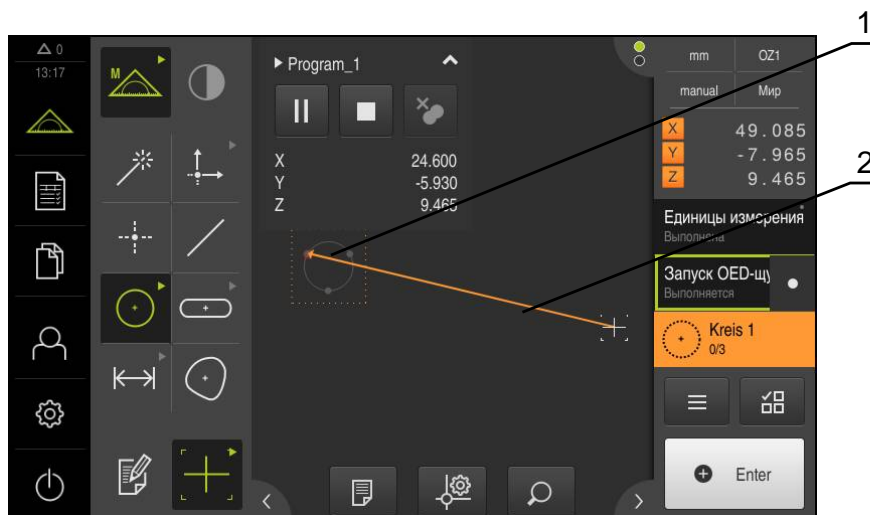 1
2
0
13:17
M
Program_1
X 24.600
Y -5.930
Z 9.465
mm OZ1
manual Мир
X 49.085
Y -7.965
Z 9.465
Единицы измерения
Выполнена
Запуск OED-щу
Выполняется
Kreis 1
0/3
Enter